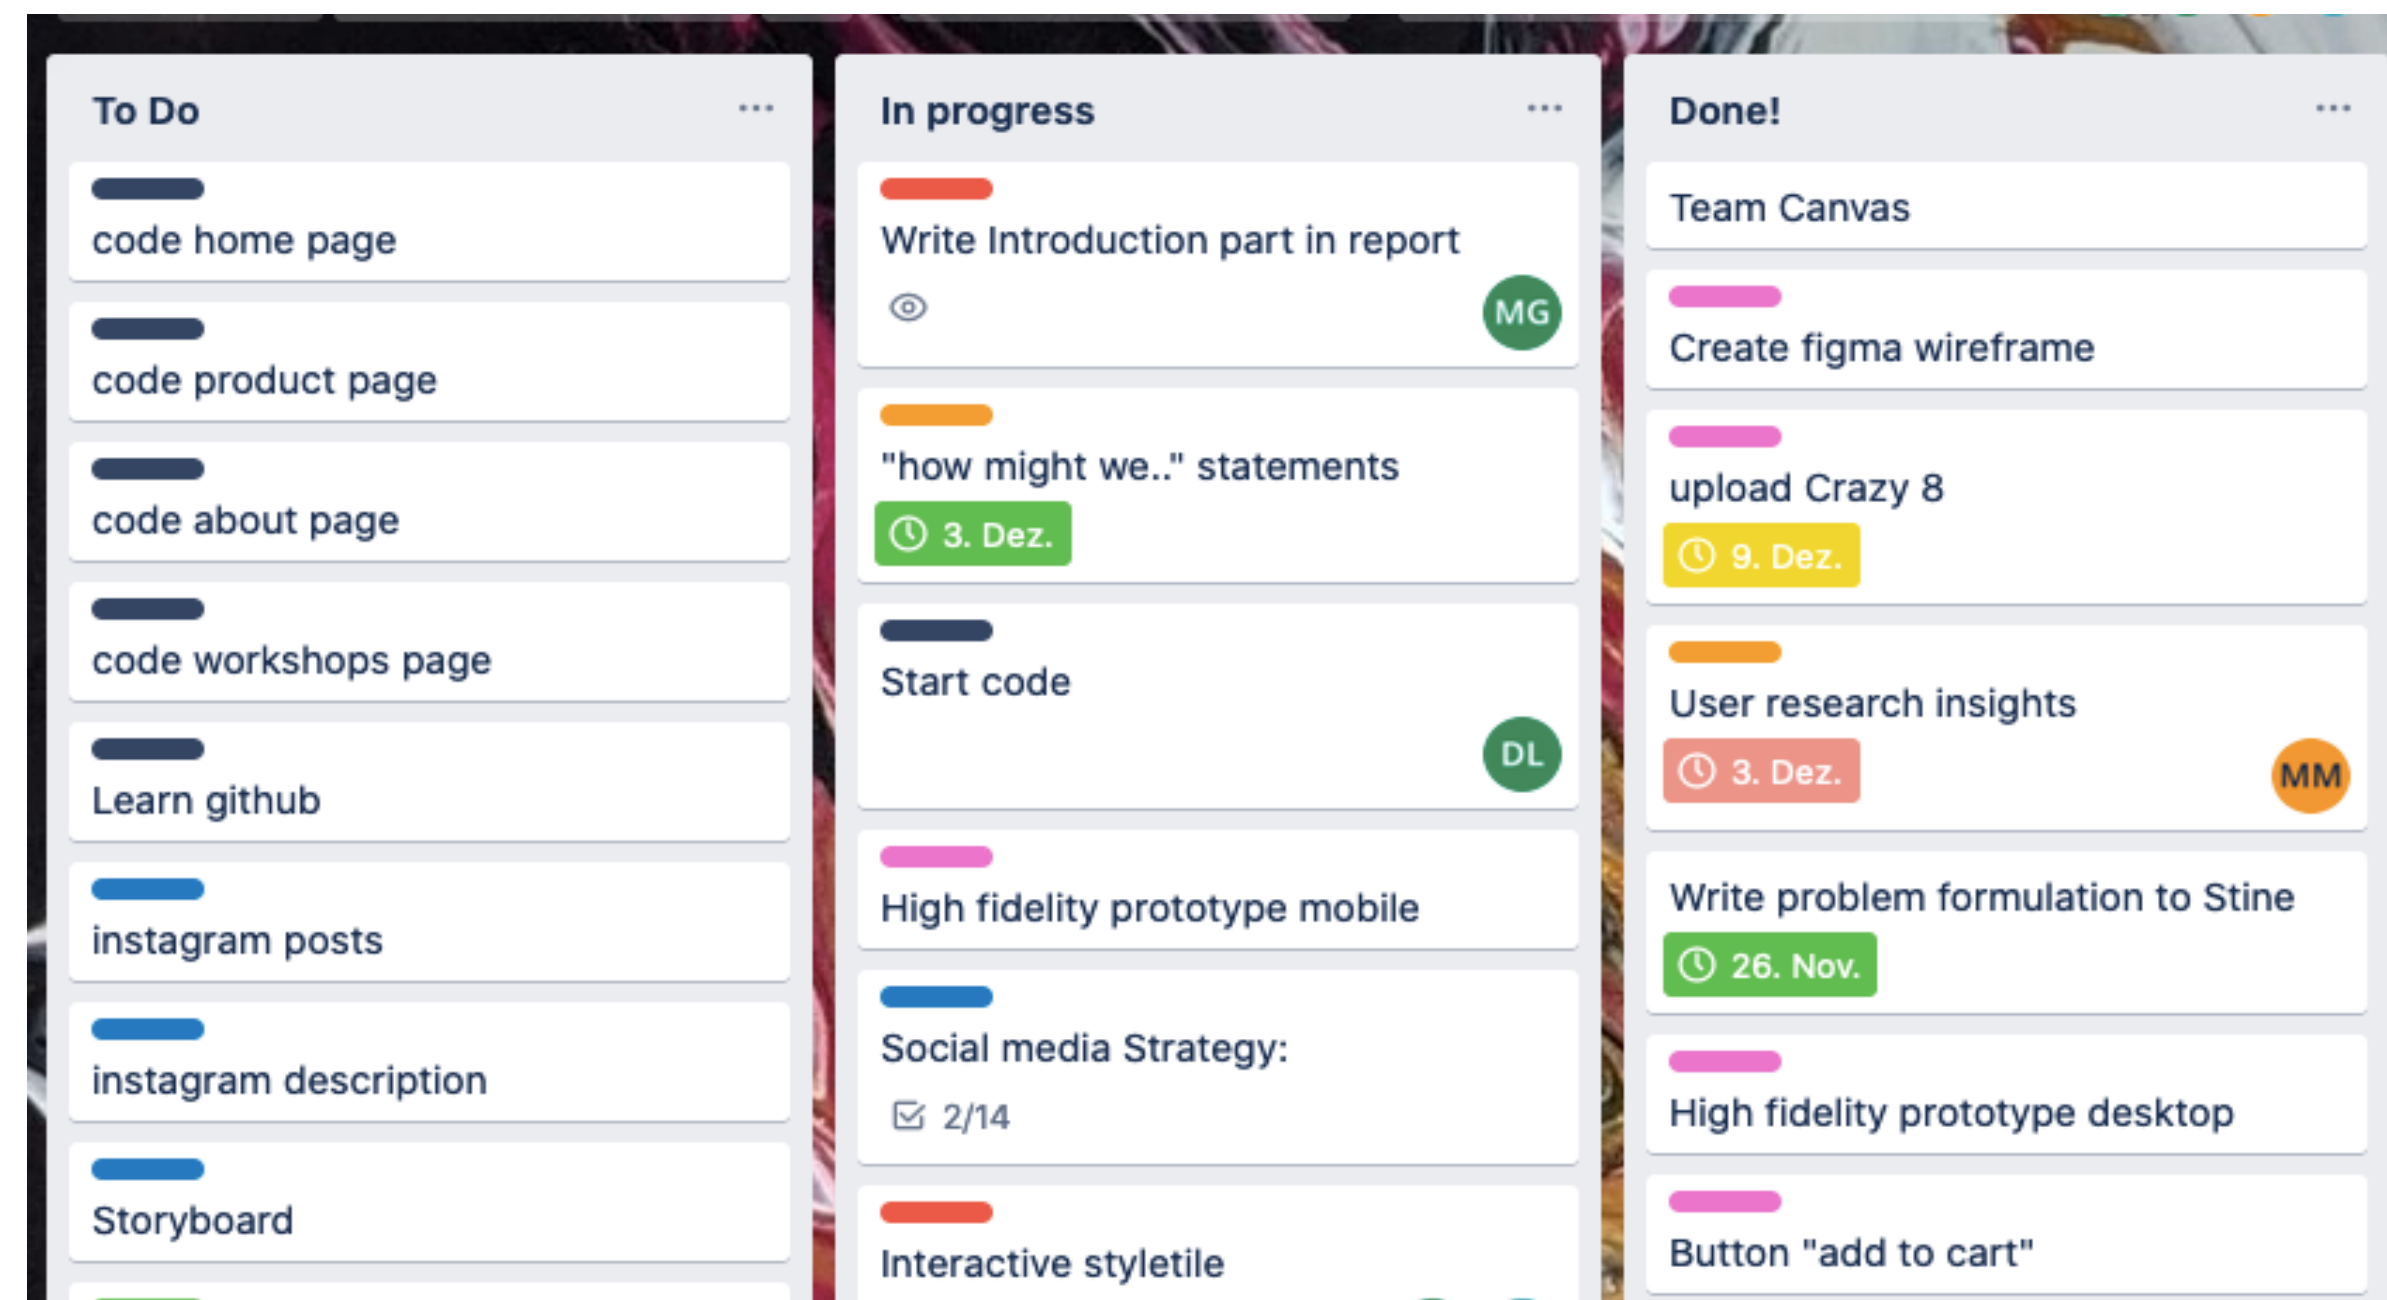 To Do
code home page
code product page
code about page
code workshops page
Learn github
instagram posts
instagram description
Storyboard
In progress
Write Introduction part in report
MG
"how might we.." statements
3. Dez.
Start code
DL
High fidelity prototype mobile
Social media Strategy:
2/14
Interactive styletile
Done!
Team Canvas
Create figma wireframe
upload Crazy 8
9. Dez.
User research insights
3. Dez.
MM
Write problem formulation to Stine
26. Nov.
High fidelity prototype desktop
Button "add to cart"